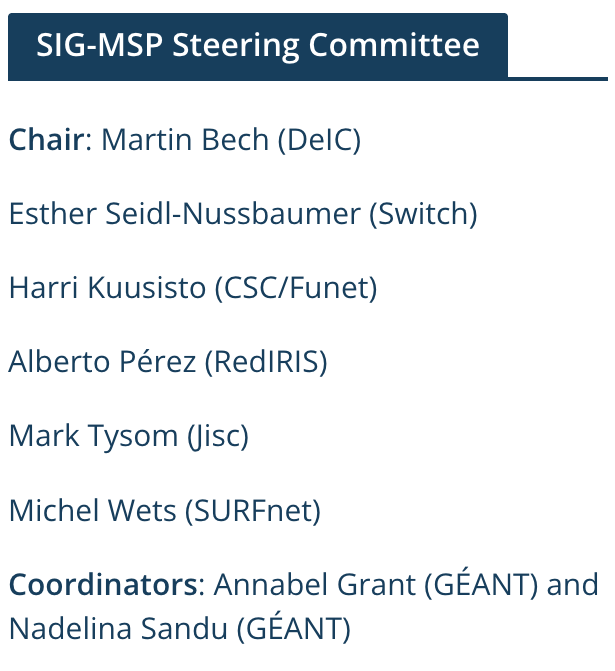 SIG-MSP Steering Committee
Chair: Martin Bech (DeIC)
Esther Seidl-Nussbaumer (Switch)
Harri Kuusisto (CSC/Funet)
Alberto Pérez (RedIRIS)
Mark Tysom (Jisc)
Michel Wets (SURFnet)
Coordinators: Annabel Grant (GÉANT) and
Nadelina Sandu (GÉANT)